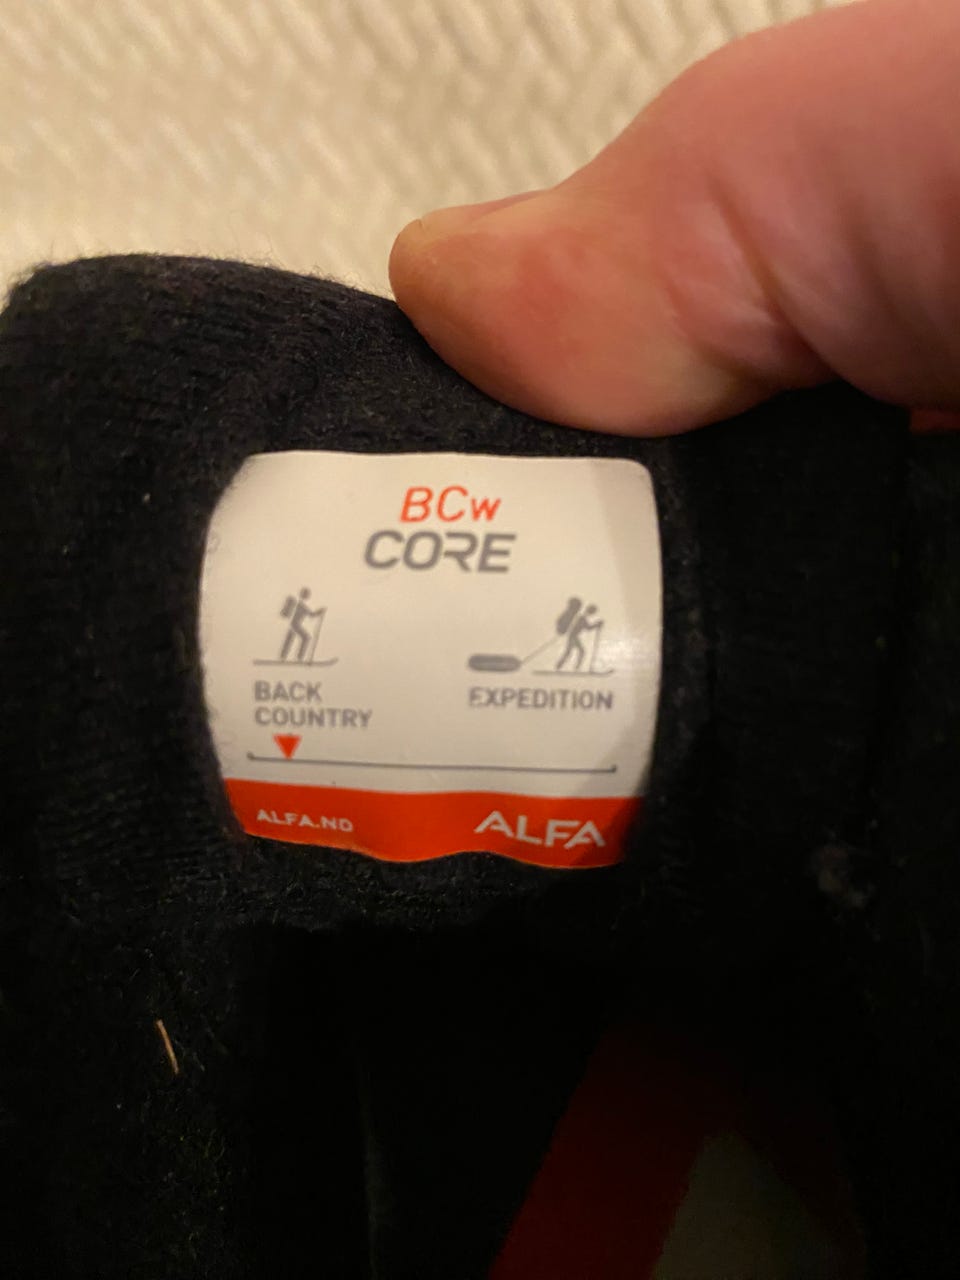 BCw
CORE
BACK
COUNTRY
EXPEDITION
ALFA.NO
ALFA